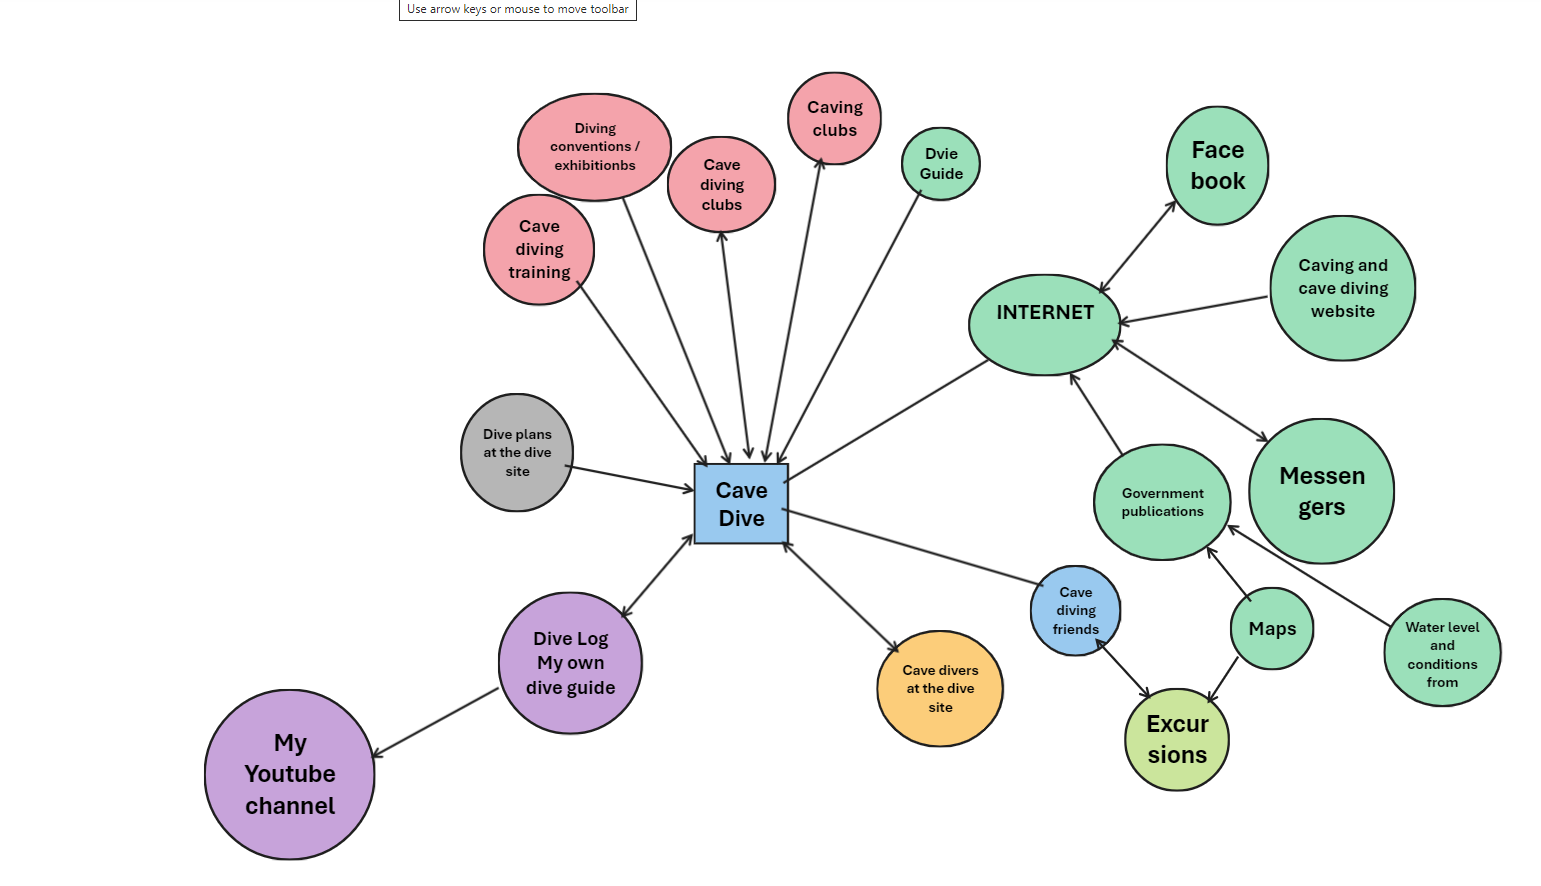 Use arrow keys or mouse to move toolbar
Diving
conventions /
exhibitionbs
Caving
clubs
Cave
diving
clubs
Dvie
Guide
Face
book
Cave
diving
training
Caving and
cave diving
website
INTERNET
Dive plans
at the dive
site
Cave
Dive
Government
publications
Messen
gers
Cave
diving
friends
Maps
Water level
and
conditions
from
Dive Log
My own
dive guide
Cave divers
at the dive
site
Excur
sions
My
Youtube
channel